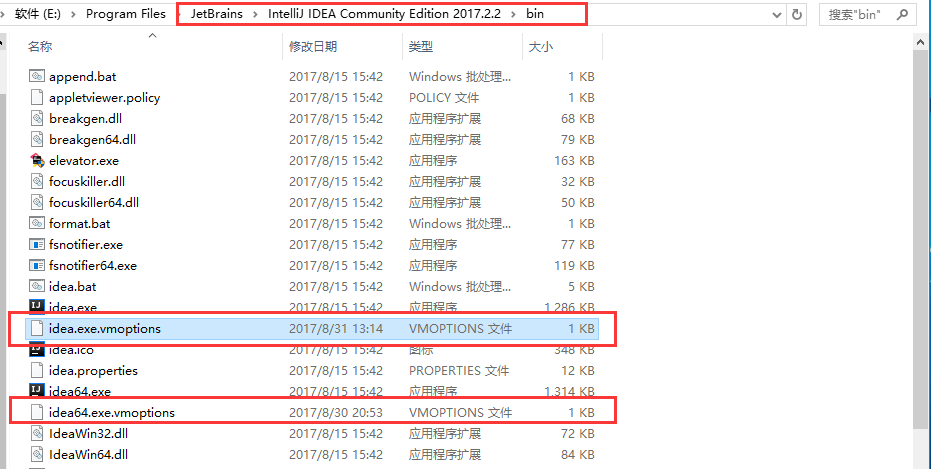 软件 (E:) > Program Files > JetBrains > IntelliJ IDEA Community Edition 2017.2.2 > bin 搜索"bin"
名称 修改日期 类型 大小
append.bat 2017/8/15 15:42 Windows 批处理... 1 KB
appletviewer.policy 2017/8/15 15:42 POLICY 文件 1 KB
breakgen.dll 2017/8/15 15:42 应用程序扩展 68 KB
breakgen64.dll 2017/8/15 15:42 应用程序扩展 79 KB
elevator.exe 2017/8/15 15:42 应用程序 163 KB
focuskiller.dll 2017/8/15 15:42 应用程序扩展 32 KB
focuskiller64.dll 2017/8/15 15:42 应用程序扩展 50 KB
format.bat 2017/8/15 15:42 Windows 批处理... 1 KB
fsnotifier.exe 2017/8/15 15:42 应用程序 77 KB
fsnotifier64.exe 2017/8/15 15:42 应用程序 119 KB
idea.bat 2017/8/15 15:42 Windows 批处理... 5 KB
idea.exe 2017/8/15 15:42 应用程序 1,286 KB
idea.exe.vmoptions 2017/8/31 13:14 VMOPTIONS 文件 1 KB
idea.ico 2017/8/15 15:42 图标 348 KB
idea.properties 2017/8/15 15:42 PROPERTIES 文件 12 KB
idea64.exe 2017/8/15 15:42 应用程序 1,314 KB
idea64.exe.vmoptions 2017/8/30 20:53 VMOPTIONS 文件 1 KB
IdeaWin32.dll 2017/8/15 15:42 应用程序扩展 72 KB
IdeaWin64.dll 2017/8/15 15:42 应用程序扩展 84 KB